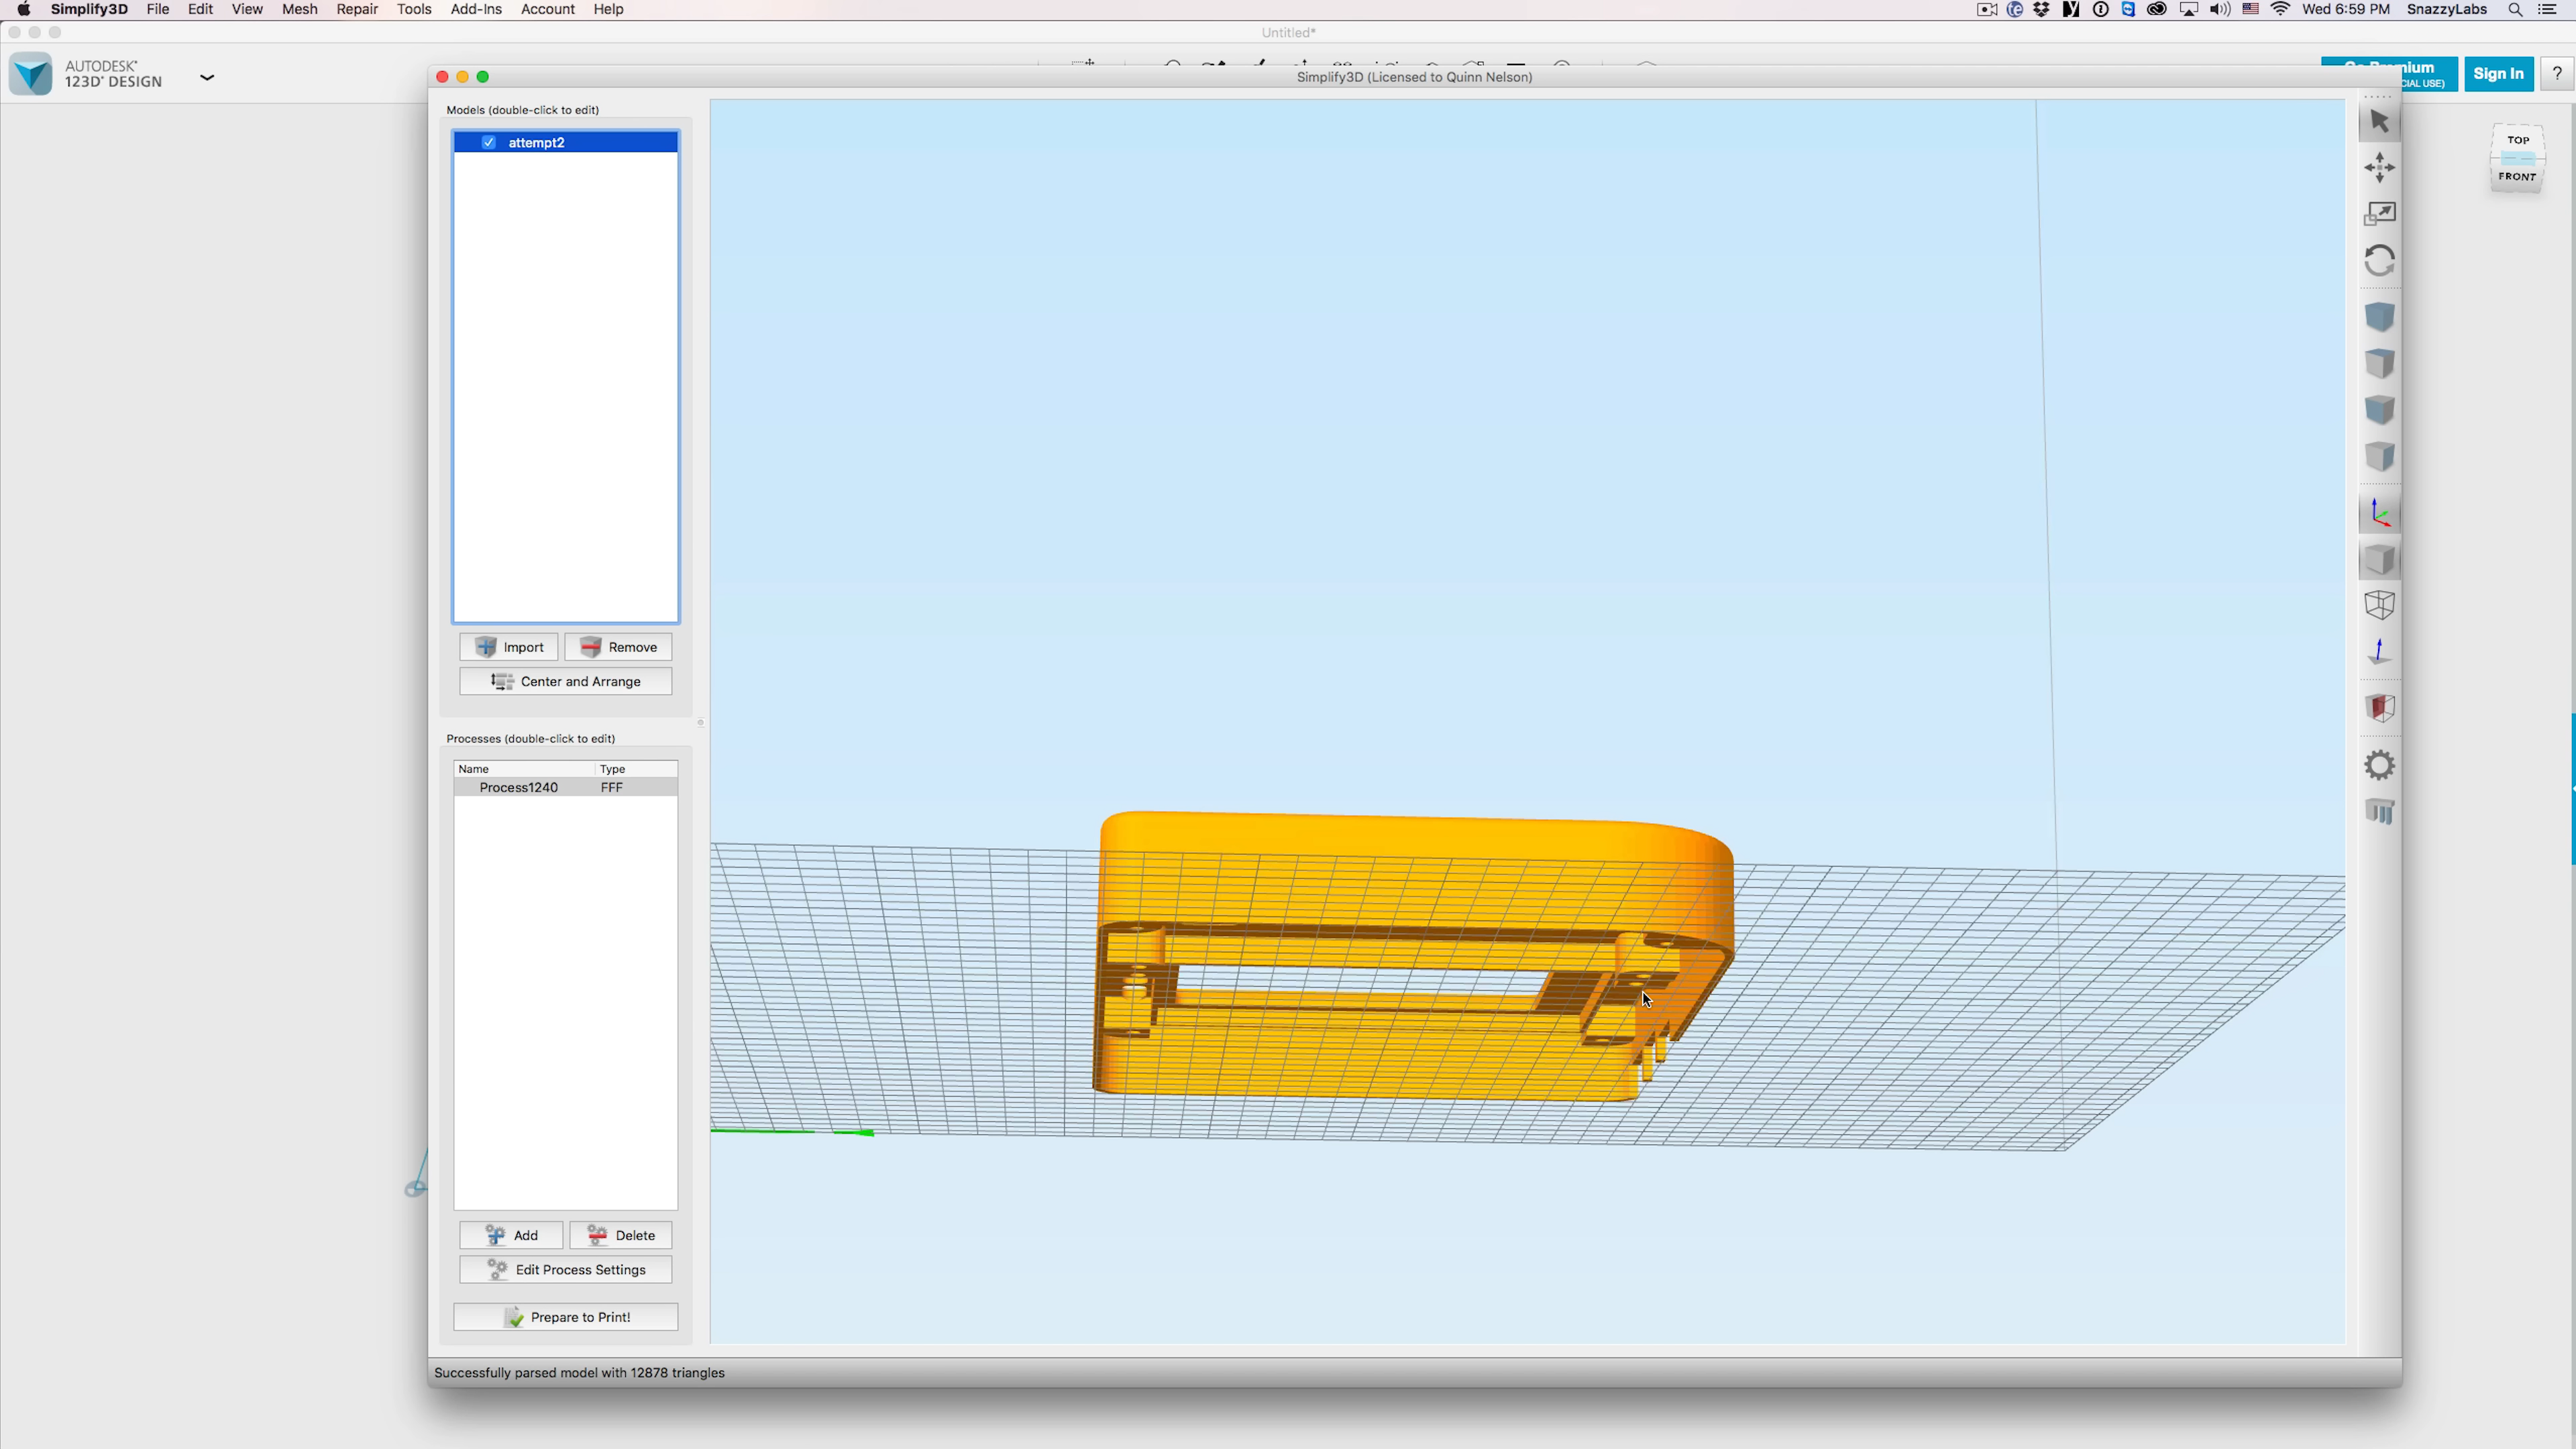 Simplify3D File Edit View Mesh Repair Tools Add-Ins Account Help Wed 6:59 PM SnazzyLabs
Untitled*
AUTODESK®
123D® DESIGN
Sign In
?
Simplify3D (Licensed to Quinn Nelson)
Models (double-click to edit)
attempt2
TOP
FRONT
Import
Remove
Center and Arrange
Processes (double-click to edit)
Name Type
Process1240 FFF
Add
Delete
Edit Process Settings
Prepare to Print!
Successfully parsed model with 12878 triangles